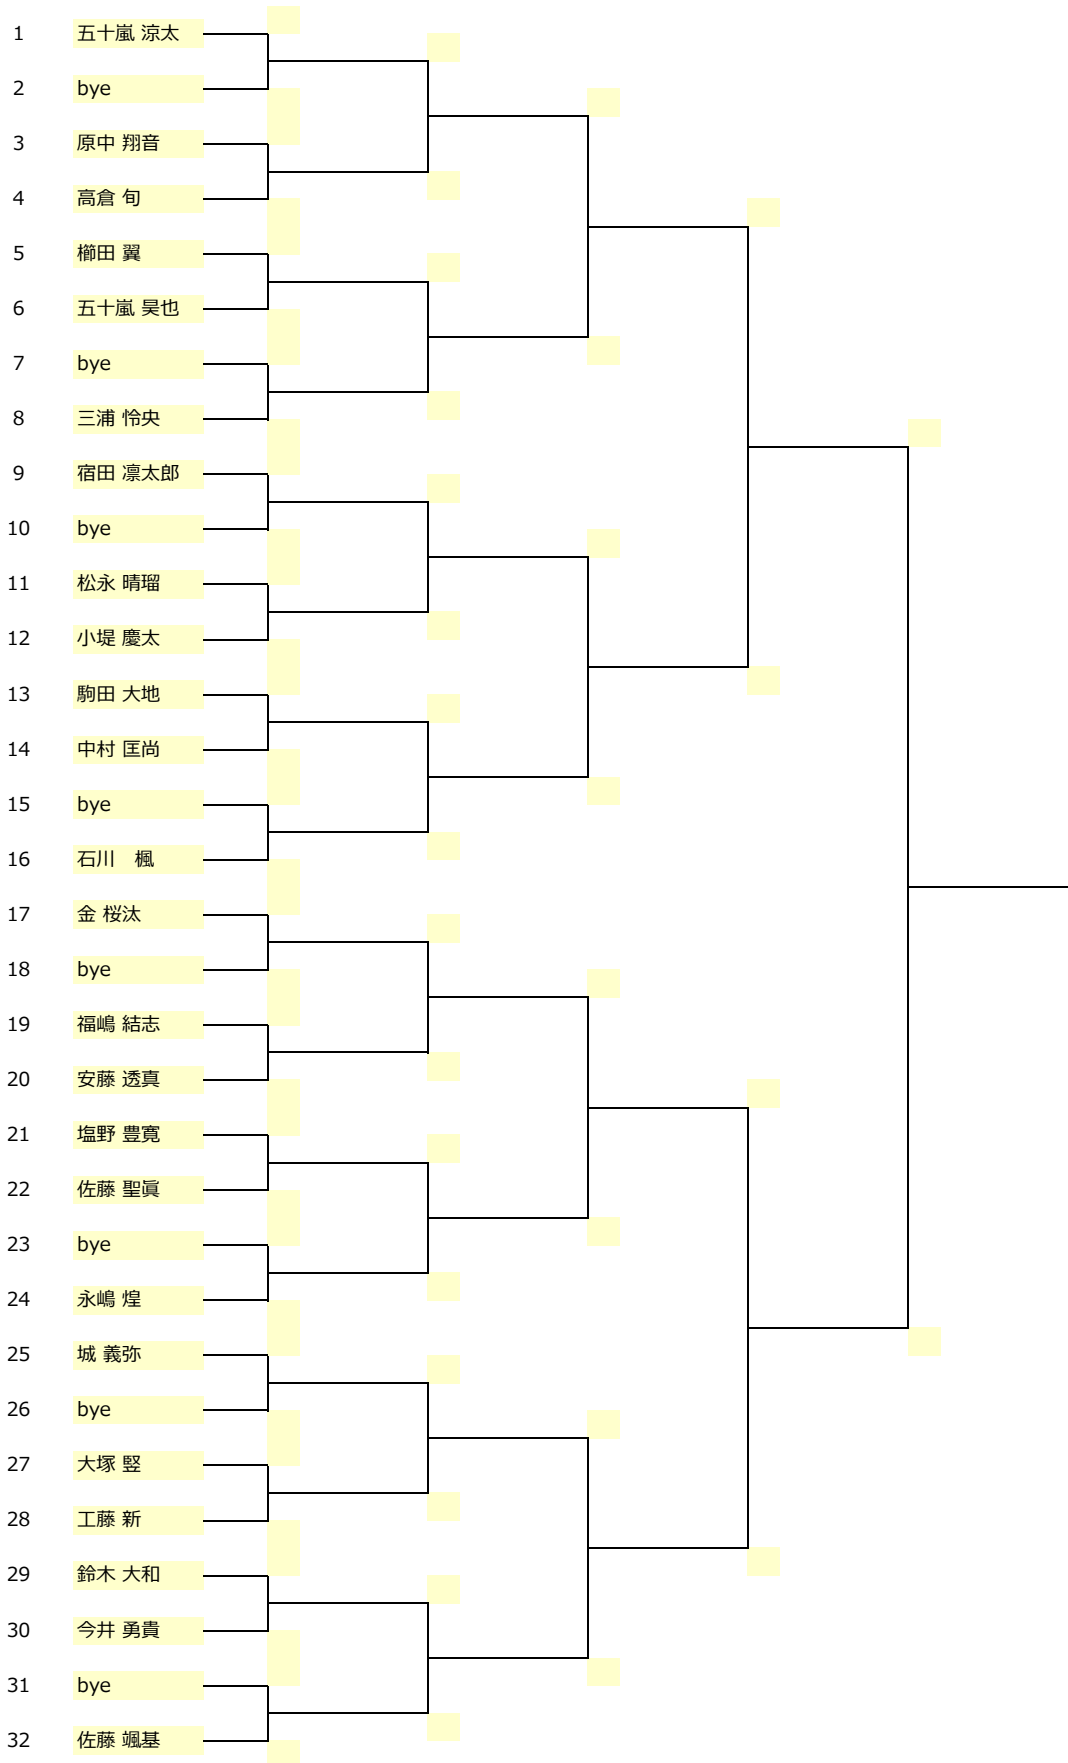 1 五十嵐 涼太
2 bye
3 原中 翔音
4 高倉 旬
5 櫛田 翼
6 五十嵐 昊也
7 bye
8 三浦 怜央
9 宿田 凛太郎
10 bye
11 松永 晴瑠
12 小堤 慶太
13 駒田 大地
14 中村 匡尚
15 bye
16 石川　楓
17 金 桜汰
18 bye
19 福嶋 結志
20 安藤 透真
21 塩野 豊寛
22 佐藤 聖眞
23 bye
24 永嶋 煌
25 城 義弥
26 bye
27 大塚 竪
28 工藤 新
29 鈴木 大和
30 今井 勇貴
31 bye
32 佐藤 颯基